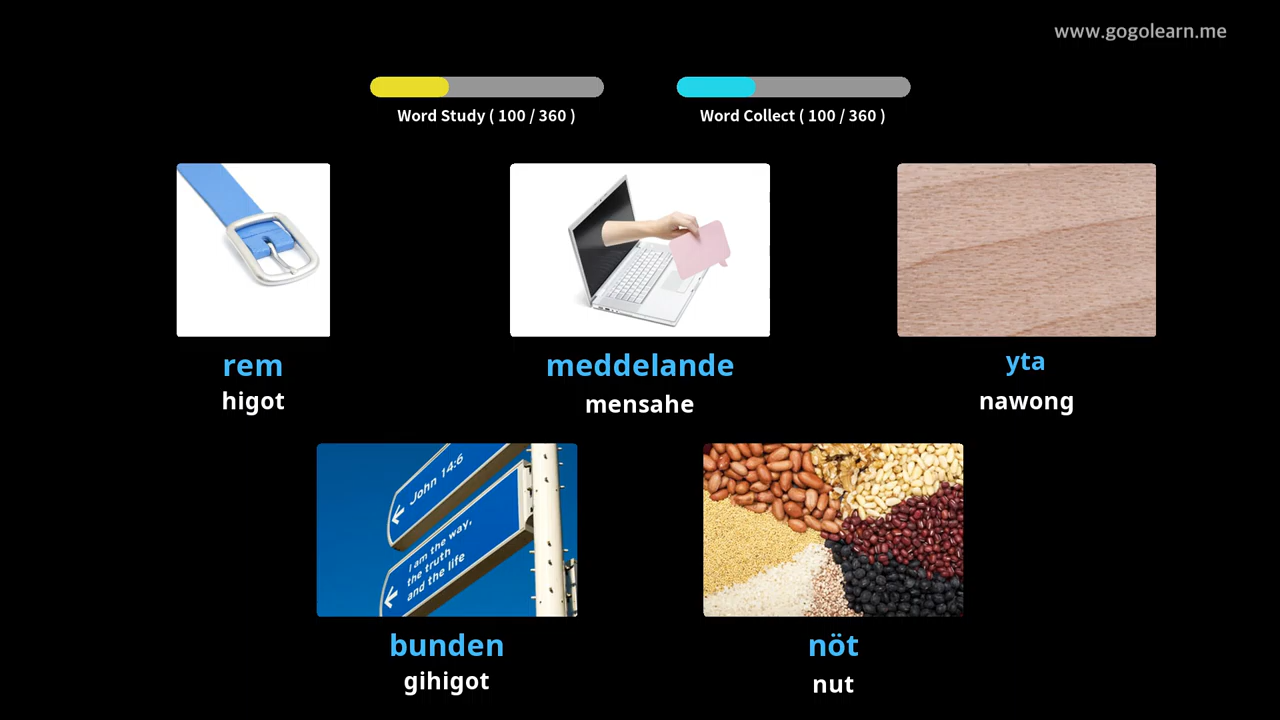 www.gogolearn.me
Word Study ( 100 / 360 )
Word Collect ( 100 / 360 )
rem
higot
meddelande
mensahe
yta
nawong
John 14:6
I am the way,
the truth
and the life
bunden
gihigot
nöt
nut